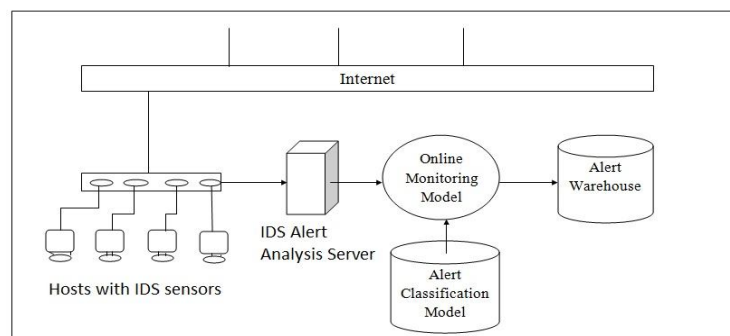 Internet
Online
Monitoring
Model
Alert
Warehouse
IDS Alert
Analysis Server
Hosts with IDS sensors
Alert
Classification
Model